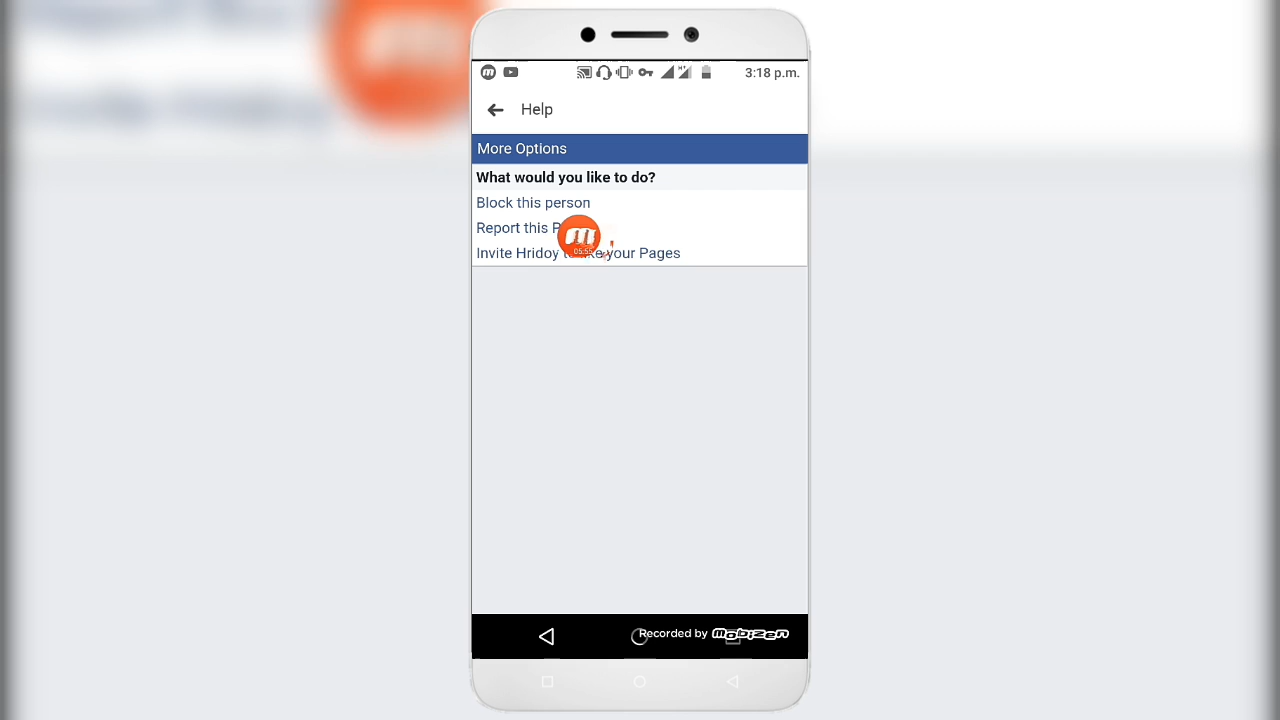 3:18 p.m.
Help
More Options
What would you like to do?
Block this person
Report this
Invite Hridoy your Pages
Recorded by Mobizen